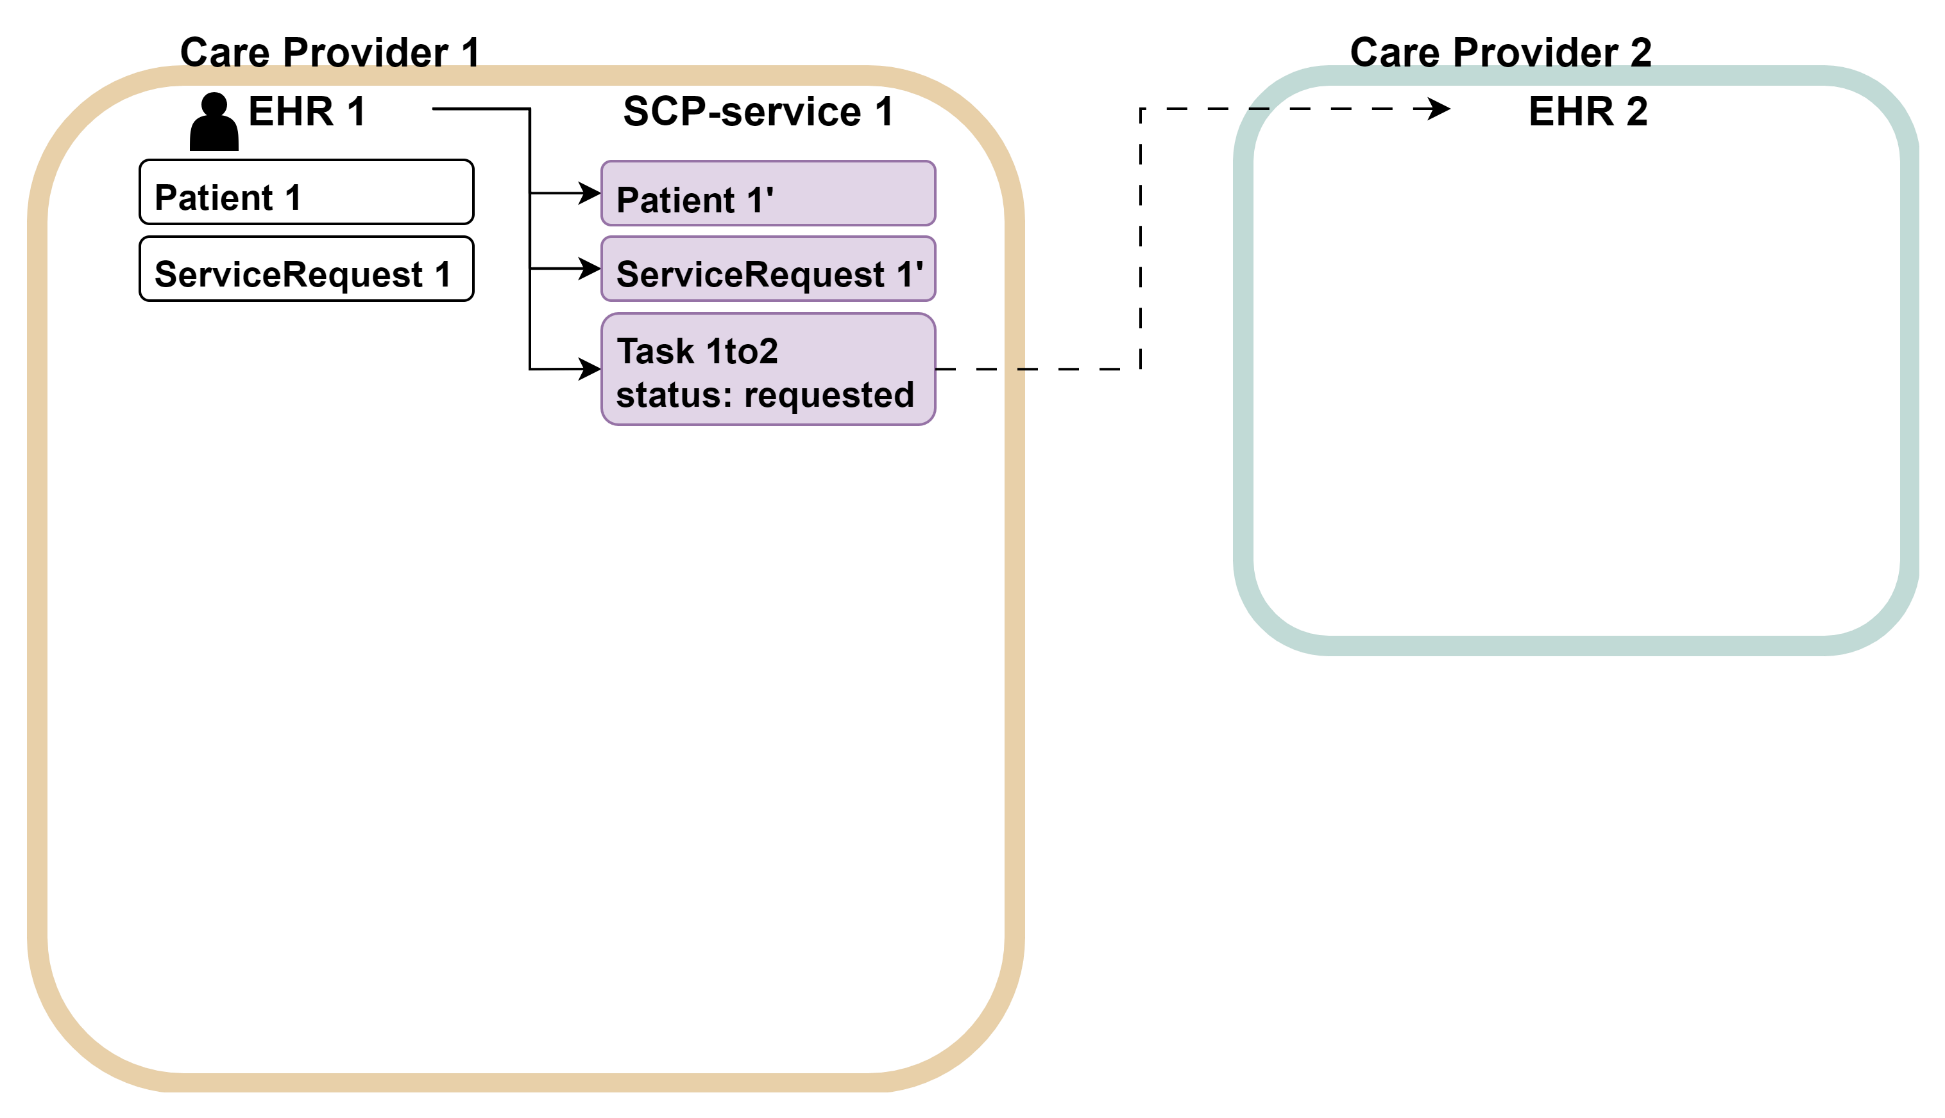 Care Provider 1
EHR 1
SCP-service 1
Patient 1
ServiceRequest 1
Patient 1'
ServiceRequest 1'
Task 1to2
status: requested
Care Provider 2
EHR 2